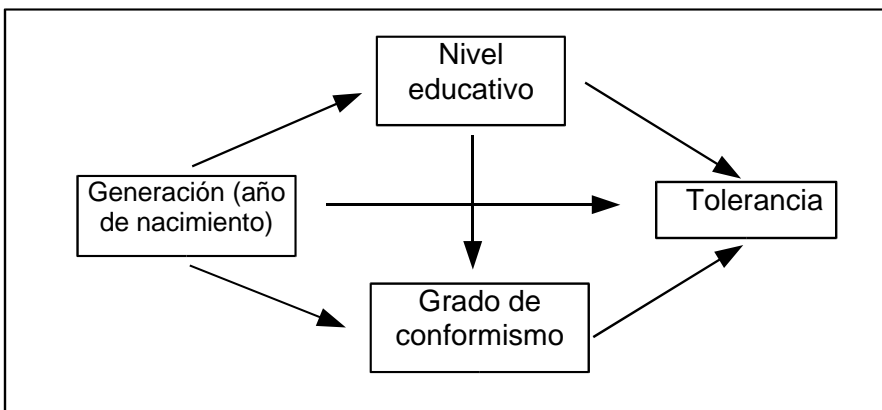 Nivel
educativo
Generación (año
de nacimiento)
Tolerancia
Grado de
conformismo